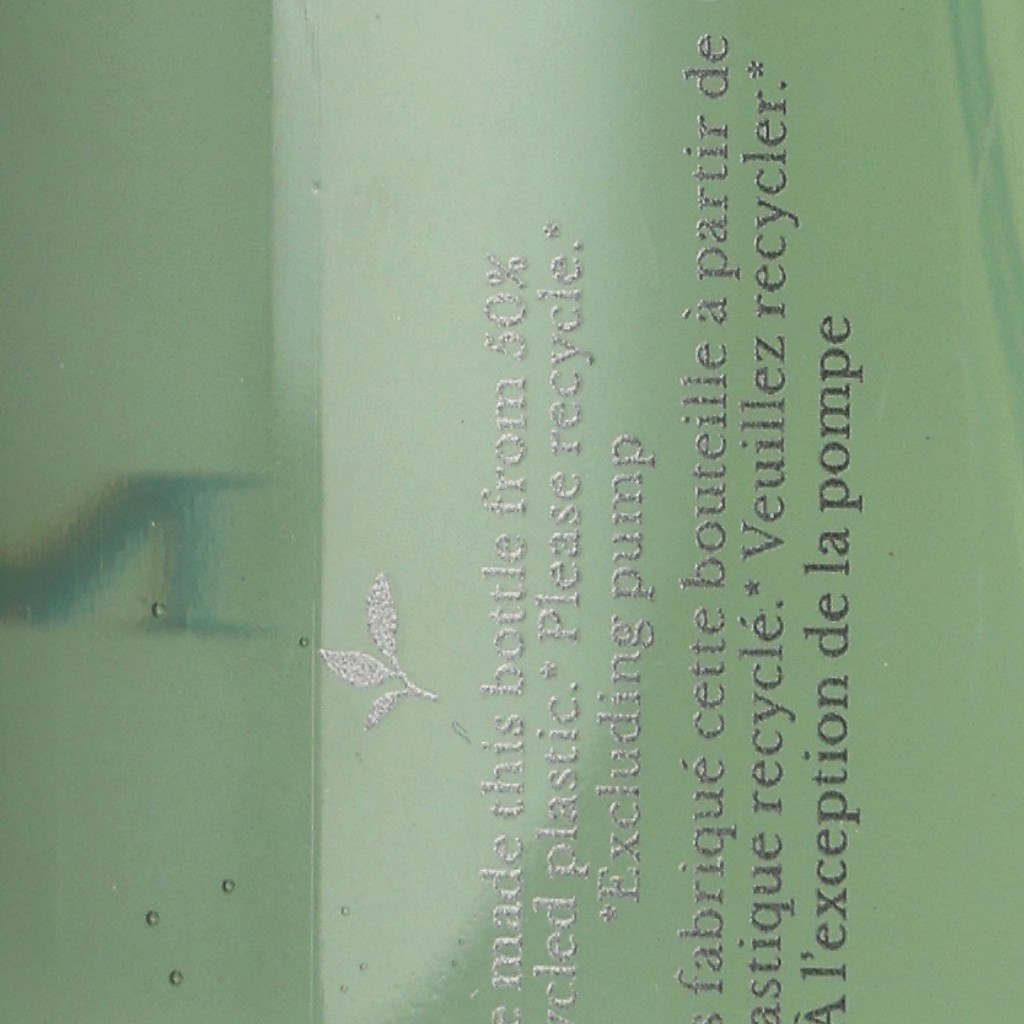 e made this bottle from 50%
ycled plastic.* Please recycle.*
*Excluding pump
s fabriqué cette bouteille à partir de
astique recyclé.* Veuillez recycler.*
À l'exception de la pompe